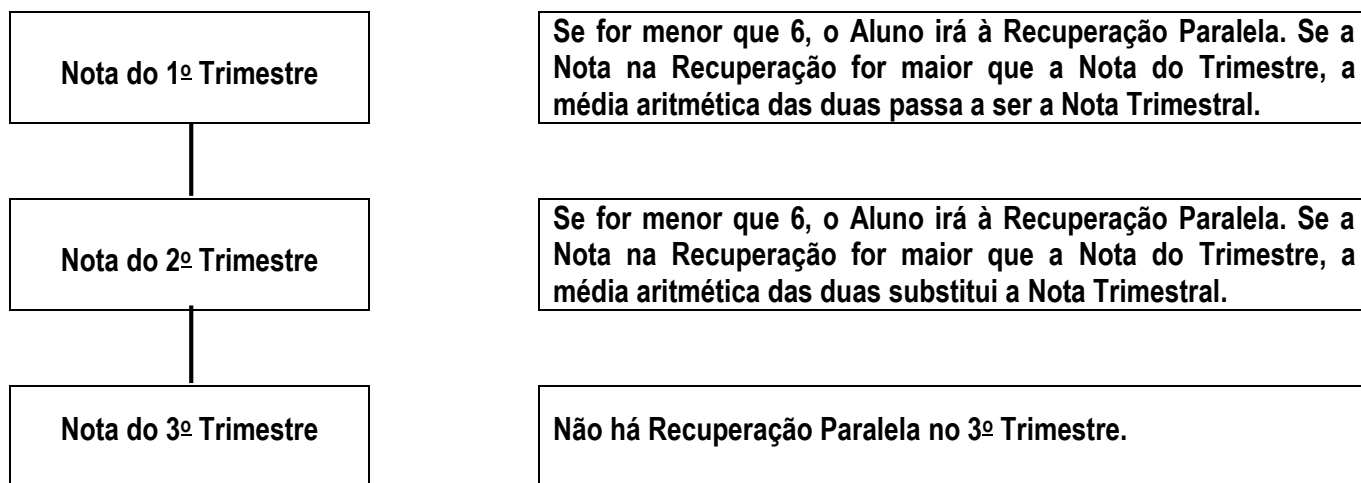 Nota do 1º Trimestre
Se for menor que 6, o Aluno irá à Recuperação Paralela. Se a
Nota na Recuperação for maior que a Nota do Trimestre, a
média aritmética das duas passa a ser a Nota Trimestral.
Nota do 2º Trimestre
Se for menor que 6, o Aluno irá à Recuperação Paralela. Se a
Nota na Recuperação for maior que a Nota do Trimestre, a
média aritmética das duas substitui a Nota Trimestral.
Nota do 3º Trimestre
Não há Recuperação Paralela no 3º Trimestre.